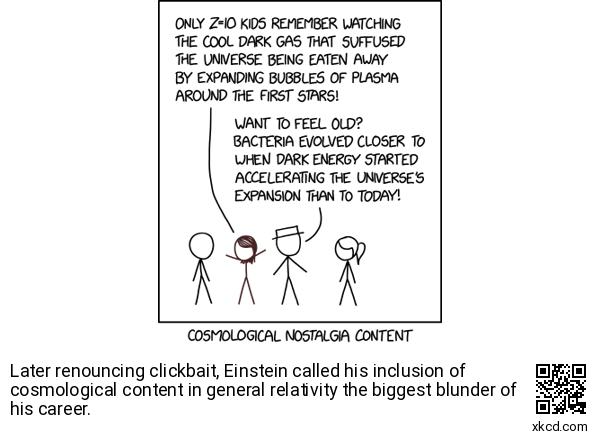 ONLY Z=10 KIDS REMEMBER WATCHING
THE COOL DARK GAS THAT SUFFUSED
THE UNIVERSE BEING EATEN AWAY
BY EXPANDING BUBBLES OF PLASMA
AROUND THE FIRST STARS!
WANT TO FEEL OLD?
BACTERIA EVOLVED CLOSER TO
WHEN DARK ENERGY STARTED
ACCELERATING THE UNIVERSE'S
EXPANSION THAN TO TODAY!
COSMOLOGICAL NOSTALGIA CONTENT
Later renouncing clickbait, Einstein called his inclusion of
cosmological content in general relativity the biggest blunder of
his career.
xkcd.com